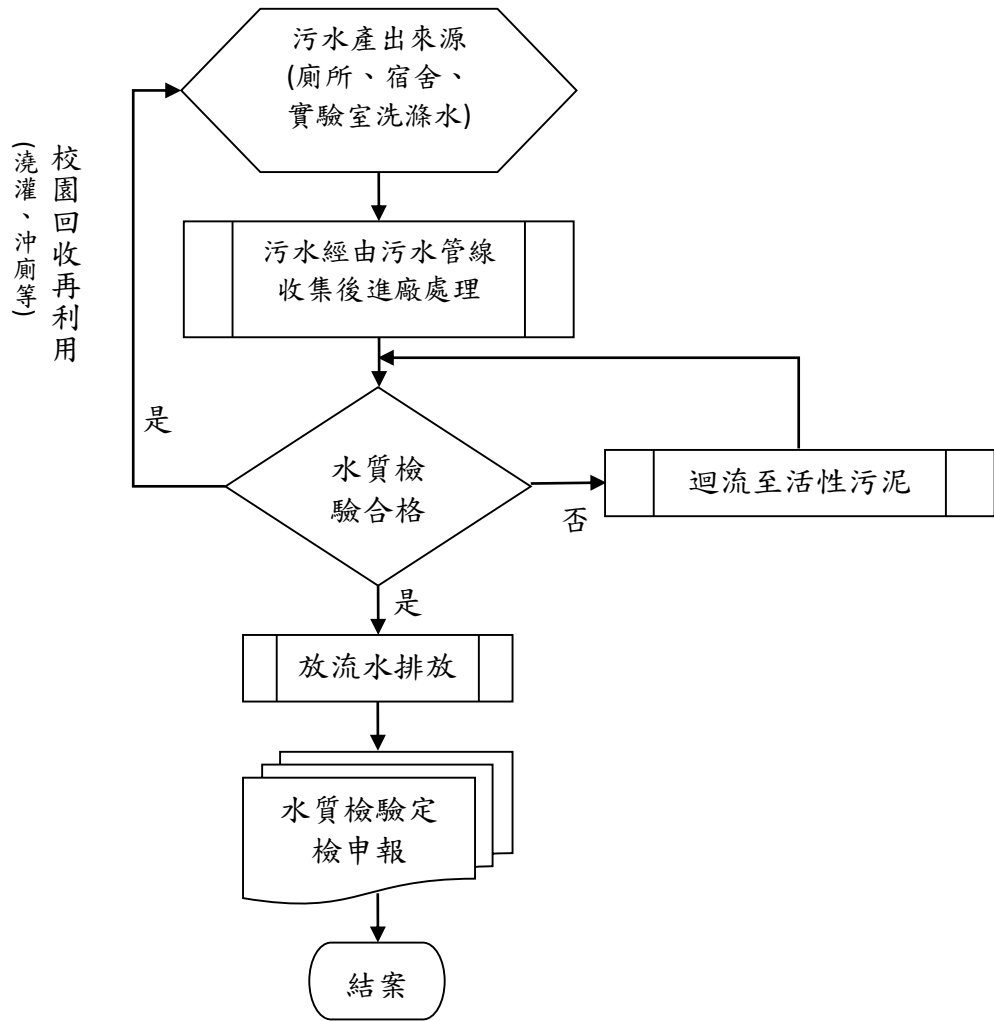 污水產出來源
(廁所、宿舍、
實驗室洗滌水)
校園回收再利用
(澆灌、沖廁等)
污水經由污水管線
收集後進廠處理
是
水質檢
驗合格
否
迴流至活性污泥
是
放流水排放
水質檢驗定
檢申報
結案